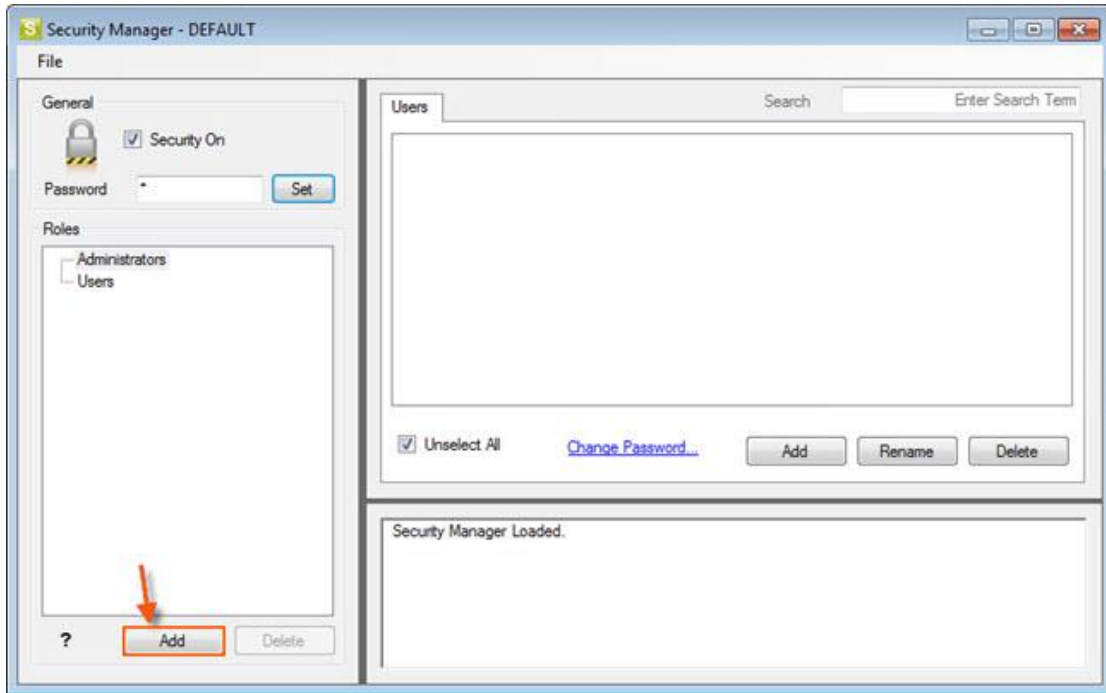 Security Manager - DEFAULT
File
General
Security On
Password * Set
Roles
Administrators
Users
? Add Delete
Users Search Enter Search Term
Unselect All Change Password... Add Rename Delete
Security Manager Loaded.